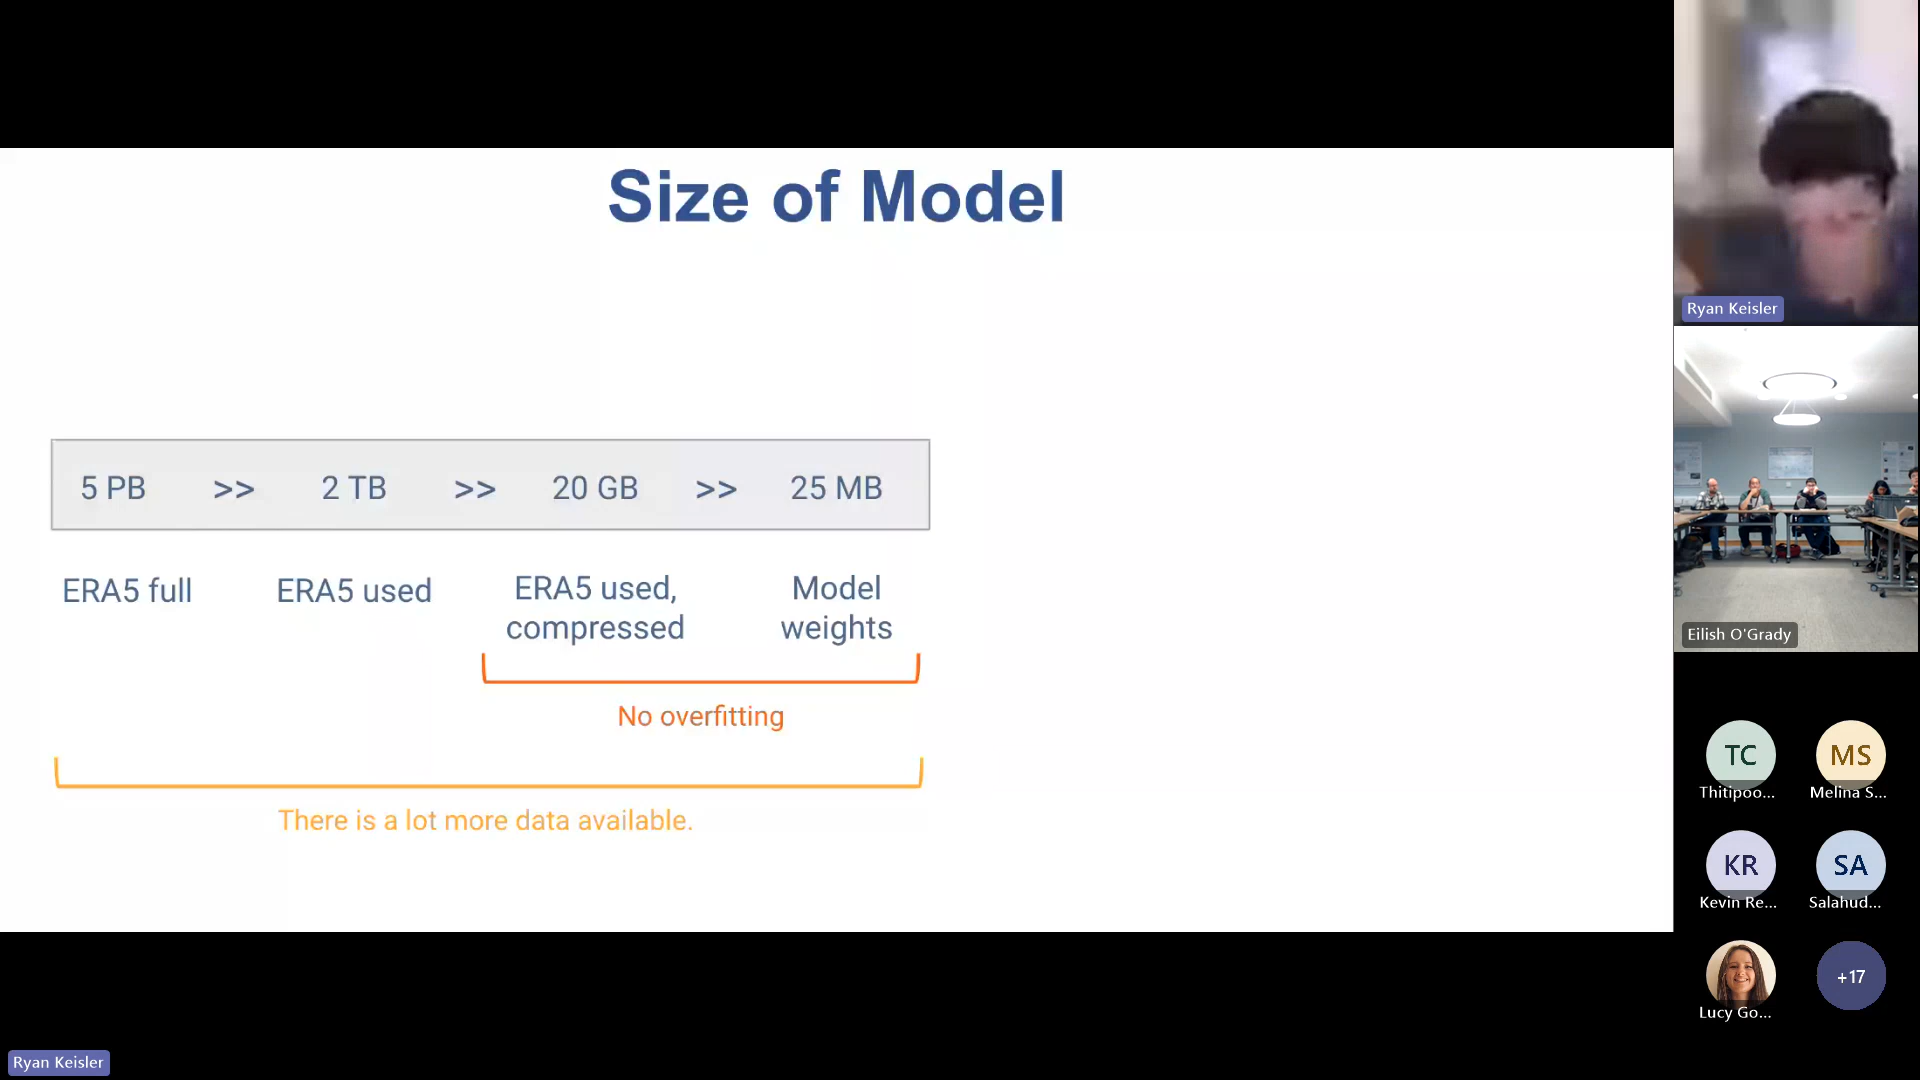 Size of Model
5 PB >> 2 TB >> 20 GB >> 25 MB
ERA5 full
ERA5 used
ERA5 used,
compressed
Model
weights
No overfitting
There is a lot more data available.
Ryan Keisler
Eilish O'Grady
TC
Thitipoo...
MS
Melina S...
KR
Kevin Re...
SA
Salahud...
Lucy Go...
+17
Ryan Keisler